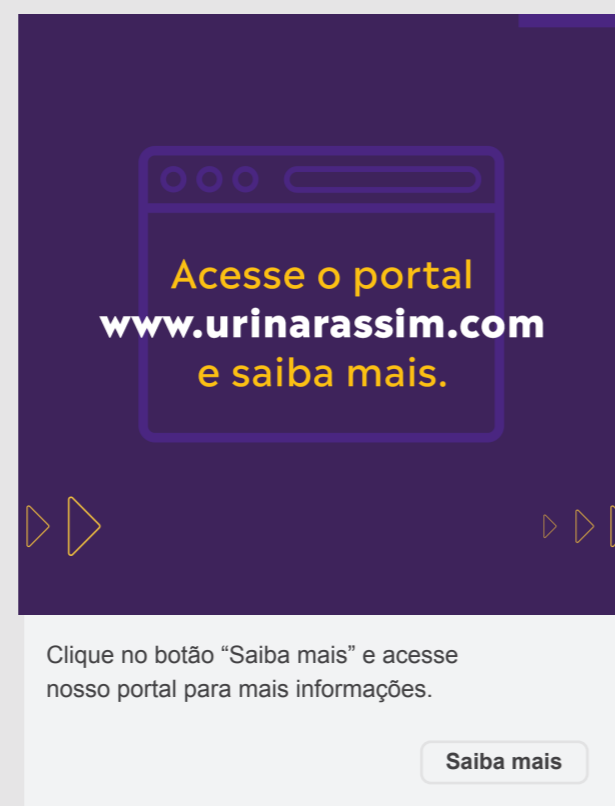 Acesse o portal
www.urinarassim.com
e saiba mais.
Clique no botão “Saiba mais” e acesse
nosso portal para mais informações.
Saiba mais